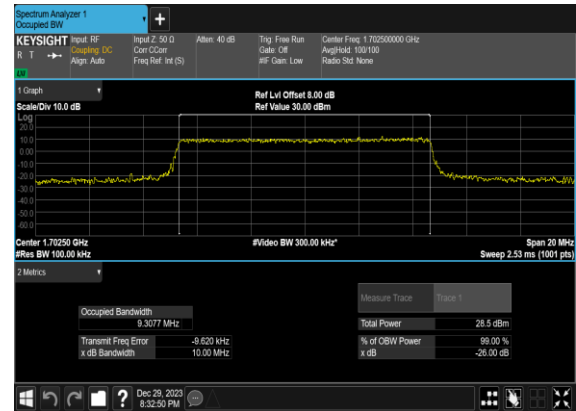 Spectrum Analyzer 1
Occupied BW
+
KEYSIGHT Input: RF Input Z: 50 Ω Atten: 40 dB Trig: Free Run Center Freq: 1.702500000 GHz
R T Coupling: DC Corr CCorr Gate: Off Avg|Hold: 100/100
Align: Auto Freq Ref: Int (S) #IF Gain: Low Radio Std: None
1 Graph Ref Lvl Offset 8.00 dB
Scale/Div 10.0 dB Ref Value 30.00 dBm
Log
20.0
10.0
0.00
-10.0
-20.0
-30.0
-40.0
-50.0
-60.0
Center 1.70250 GHz #Video BW 300.00 kHz* Span 20 MHz
#Res BW 100.00 kHz Sweep 2.53 ms (1001 pts)
2 Metrics
Measure Trace Trace 1
Occupied Bandwidth
9.3077 MHz Total Power 28.5 dBm
Transmit Freq Error -9.620 kHz % of OBW Power 99.00 %
x dB Bandwidth 10.00 MHz x dB -26.00 dB
? Dec 29, 2023
8:32:50 PM